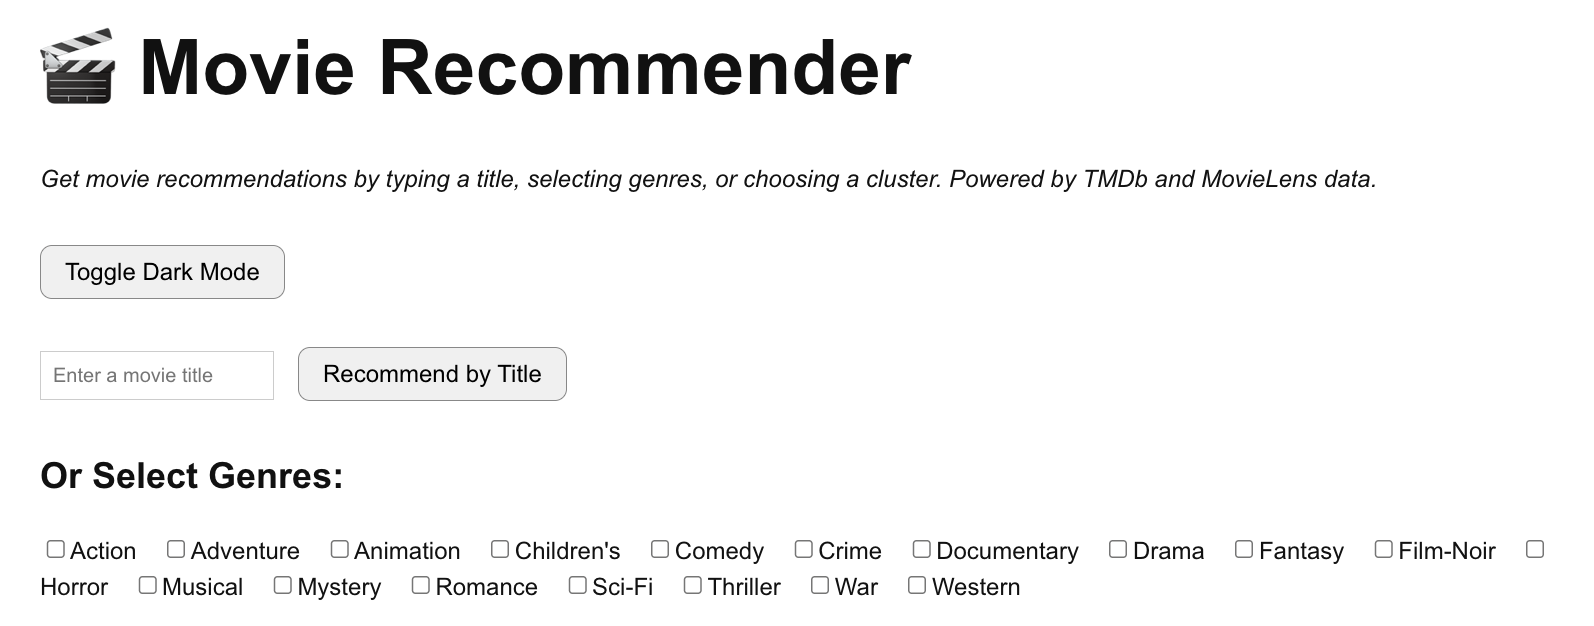 Movie Recommender
Get movie recommendations by typing a title, selecting genres, or choosing a cluster. Powered by TMDb and MovieLens data.
Toggle Dark Mode
Enter a movie title Recommend by Title
Or Select Genres:
Action Adventure Animation Children's Comedy Crime Documentary Drama Fantasy Film-Noir
Horror Musical Mystery Romance Sci-Fi Thriller War Western